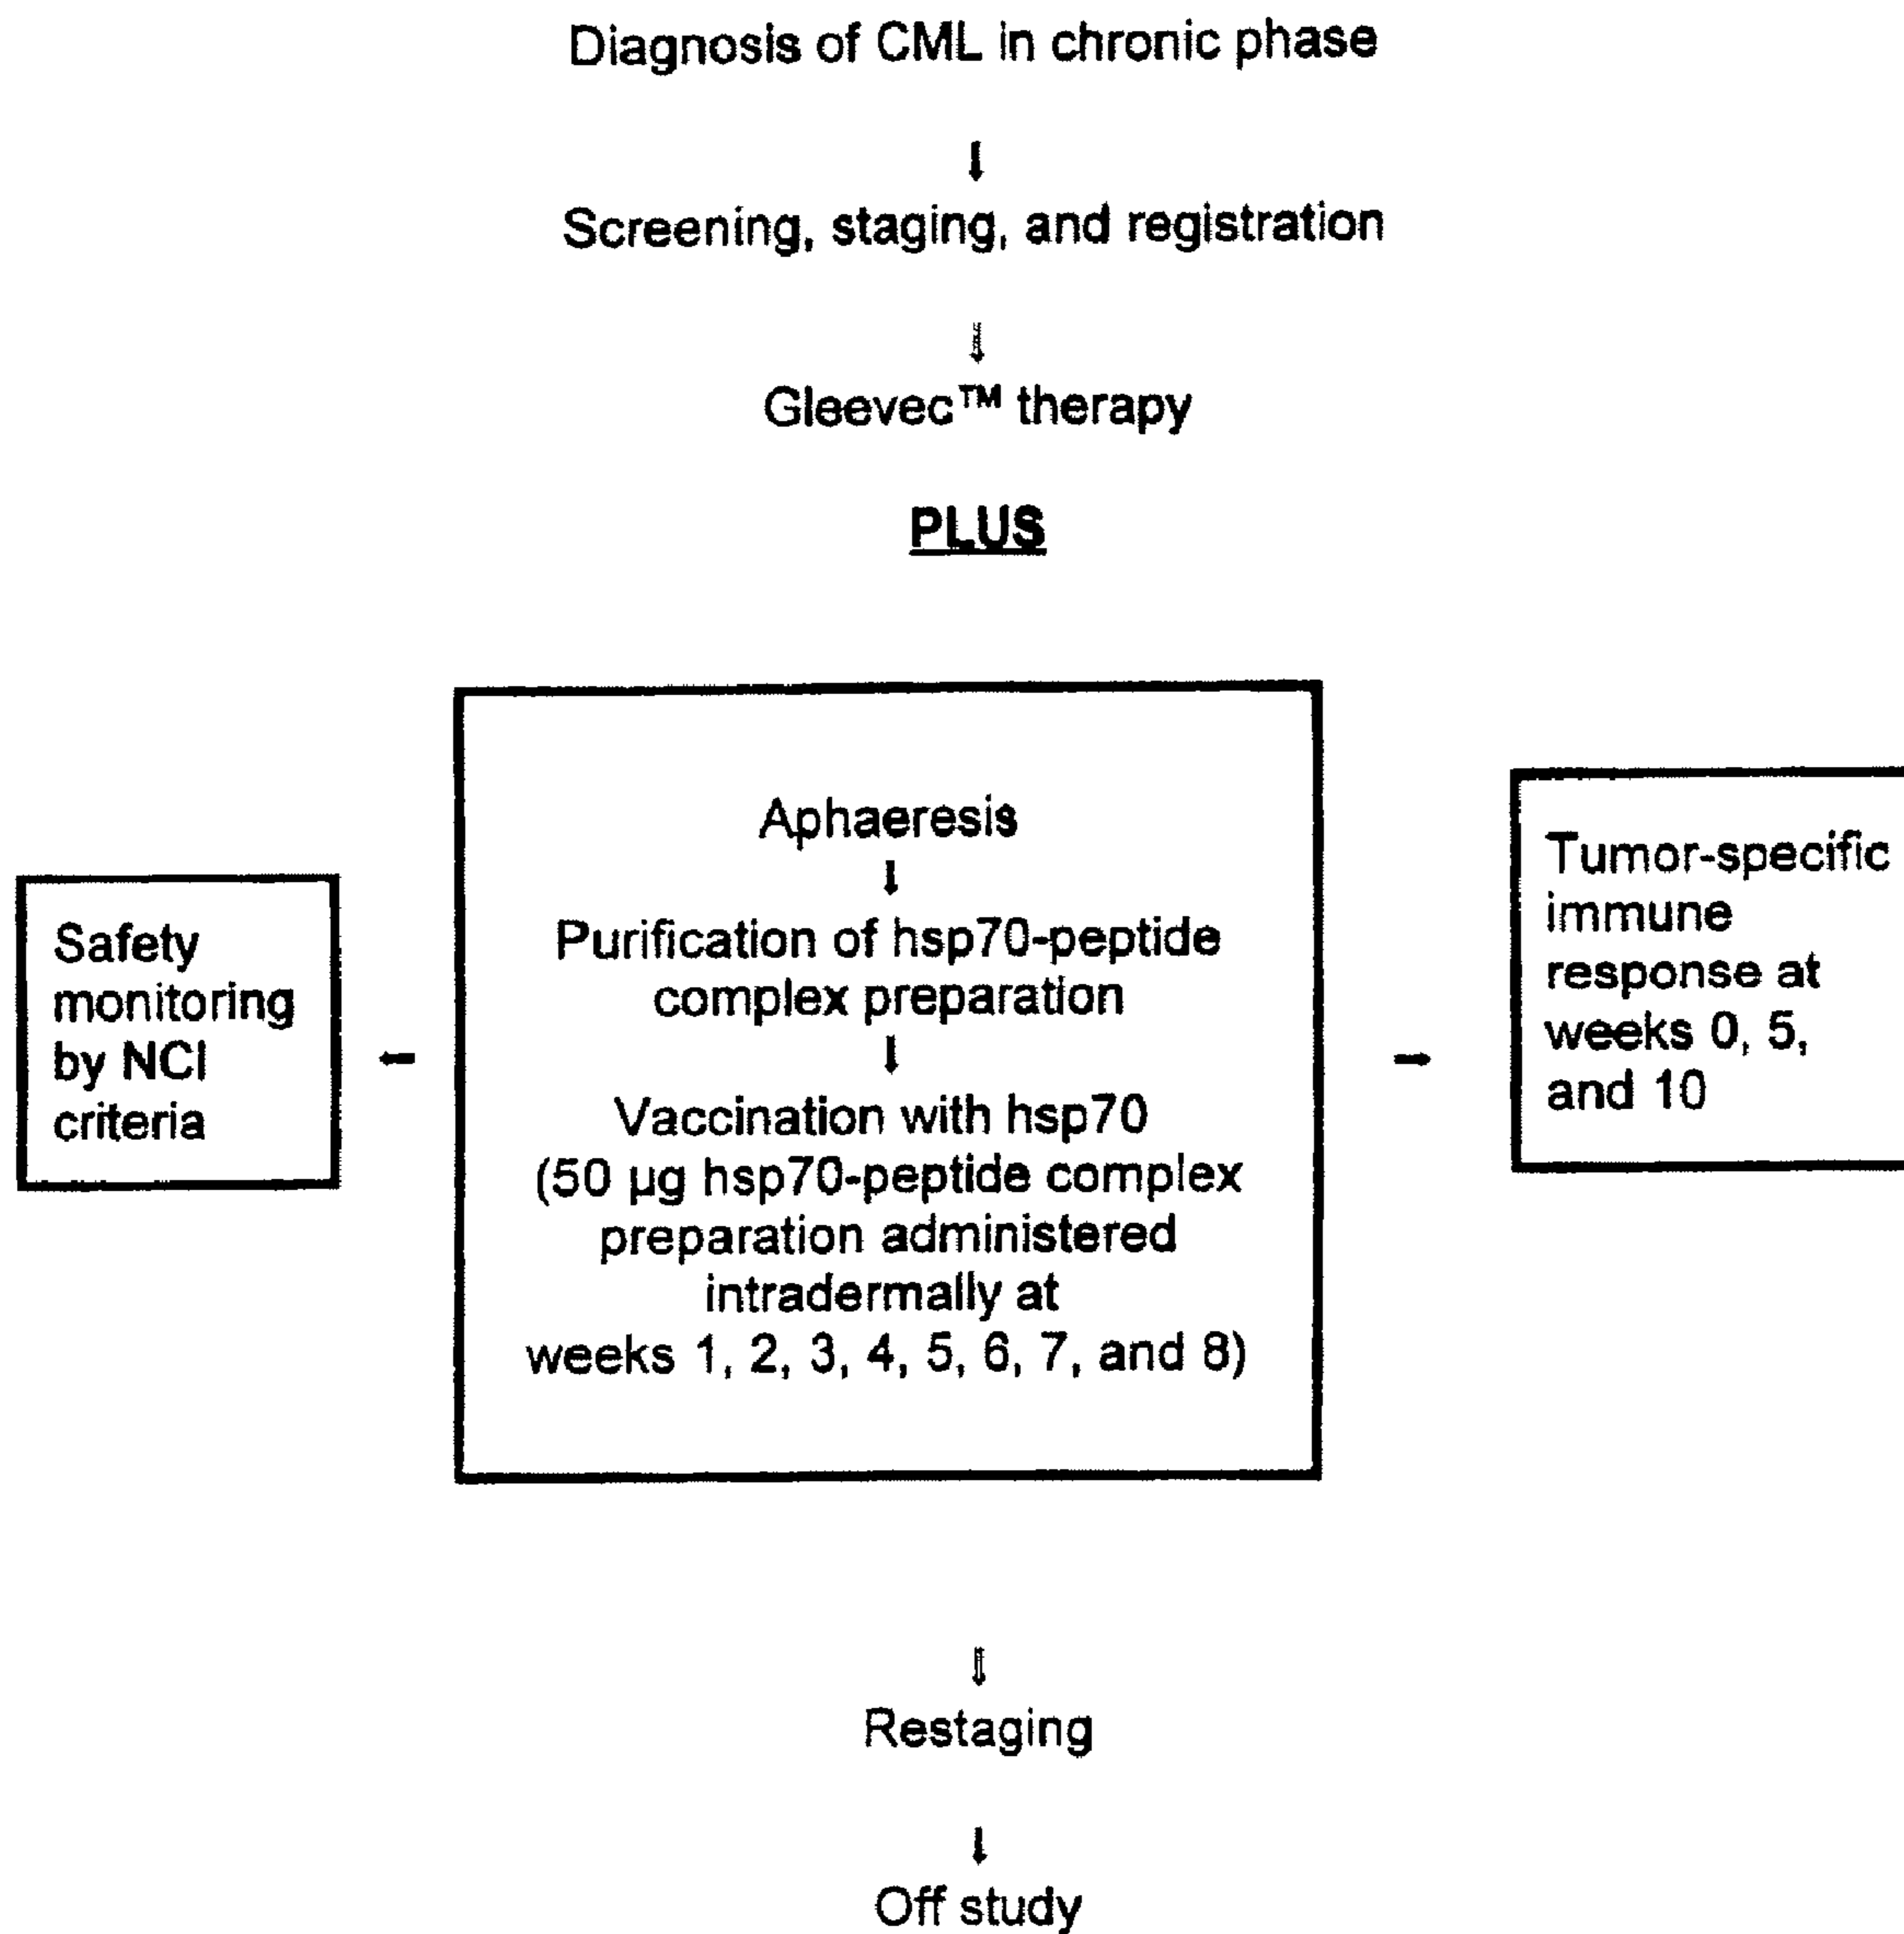 Diagnosis of CML in chronic phase
Screening, staging, and registration
Gleevec™ therapy
PLUS
Safety
monitoring
by NCI
criteria
Aphaeresis
Purification of hsp70-peptide
complex preparation
Vaccination with hsp70
(50 µg hsp70-peptide complex
preparation administered
intradermally at
weeks 1, 2, 3, 4, 5, 6, 7, and 8)
Tumor-specific
immune
response at
weeks 0, 5,
and 10
Restaging
Off study